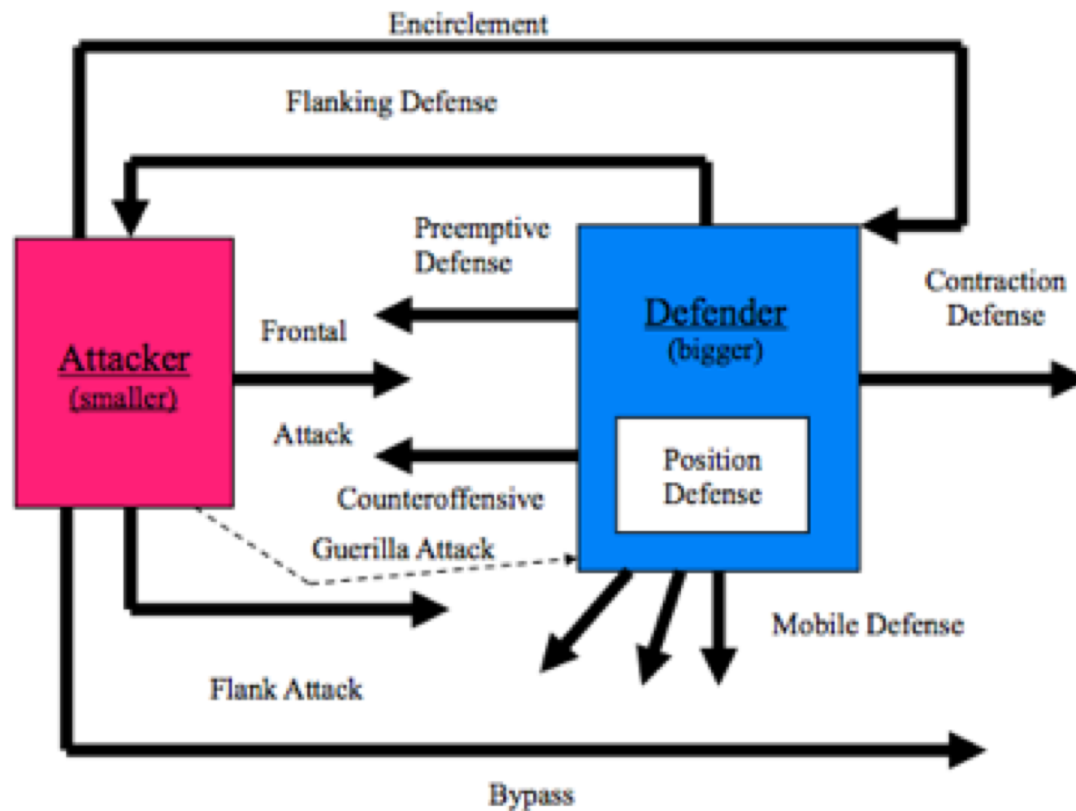 Encirclement
Flanking Defense
Preemptive
Defense
Contraction
Defense
Defender
(bigger)
Frontal
Attacker
(smaller)
Attack
Position
Defense
Counteroffensive
Guerilla Attack
Mobile Defense
Flank Attack
Bypass